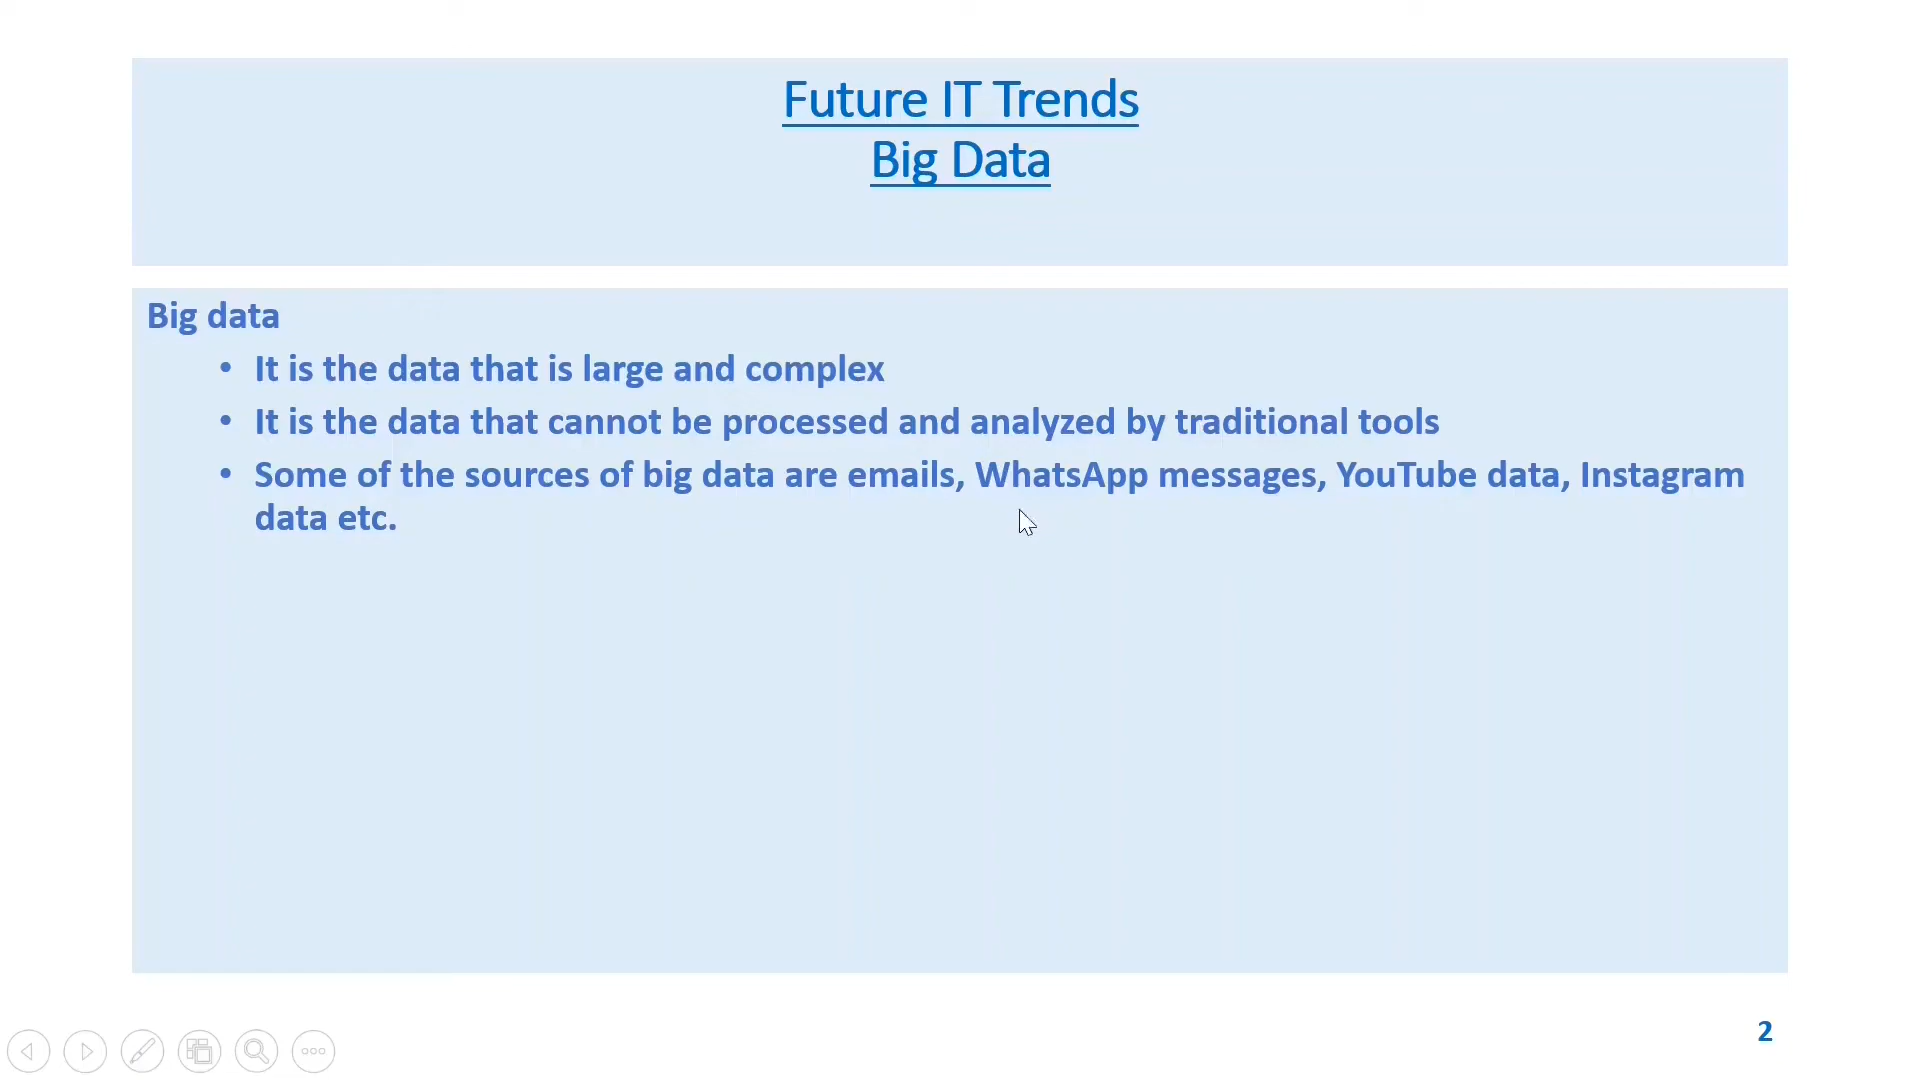 Future IT Trends
Big Data
Big data
• It is the data that is large and complex
• It is the data that cannot be processed and analyzed by traditional tools
• Some of the sources of big data are emails, WhatsApp messages, YouTube data, Instagram
data etc.
2